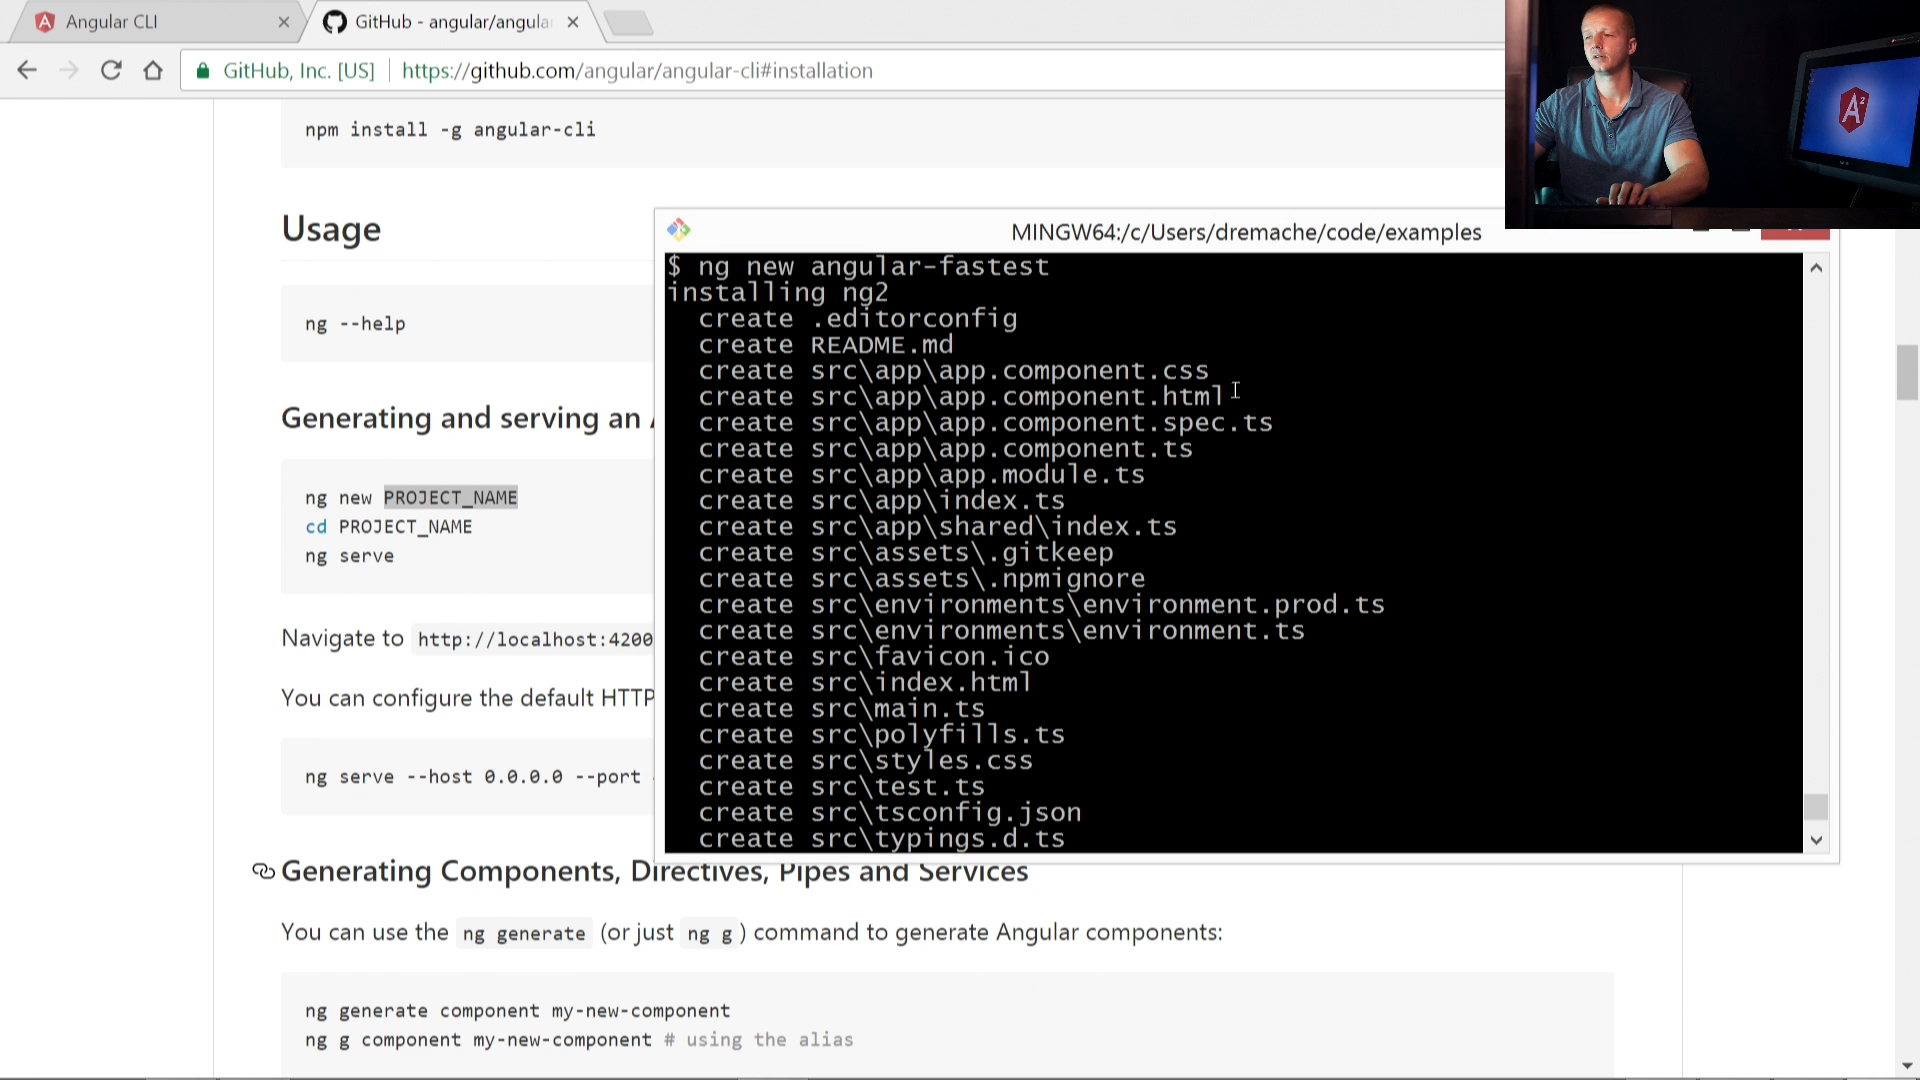 Angular CLI
GitHub - angular/angula
GitHub, Inc. [US]
https://github.com/angular/angular-cli#installation
npm install -g angular-cli
Usage
ng --help
Generating and serving an
ng new PROJECT_NAME
cd PROJECT_NAME
ng serve
Navigate to http://localhost:4200
You can configure the default HTTP
ng serve --host 0.0.0.0 --port
MINGW64:/c/Users/dremache/code/examples
$ ng new angular-fastest
installing ng2
create .editorconfig
create README.md
create src\app\app.component.css
create src\app\app.component.html
create src\app\app.component.spec.ts
create src\app\app.component.ts
create src\app\app.module.ts
create src\app\index.ts
create src\app\shared\index.ts
create src\assets\.gitkeep
create src\assets\.npmignore
create src\environments\environment.prod.ts
create src\environments\environment.ts
create src\favicon.ico
create src\index.html
create src\main.ts
create src\polyfills.ts
create src\styles.css
create src\test.ts
create src\tsconfig.json
create src\typings.d.ts
Generating Components, Directives, Pipes and Services
You can use the ng generate (or just ng g) command to generate Angular components:
ng generate component my-new-component
ng g component my-new-component # using the alias
A2